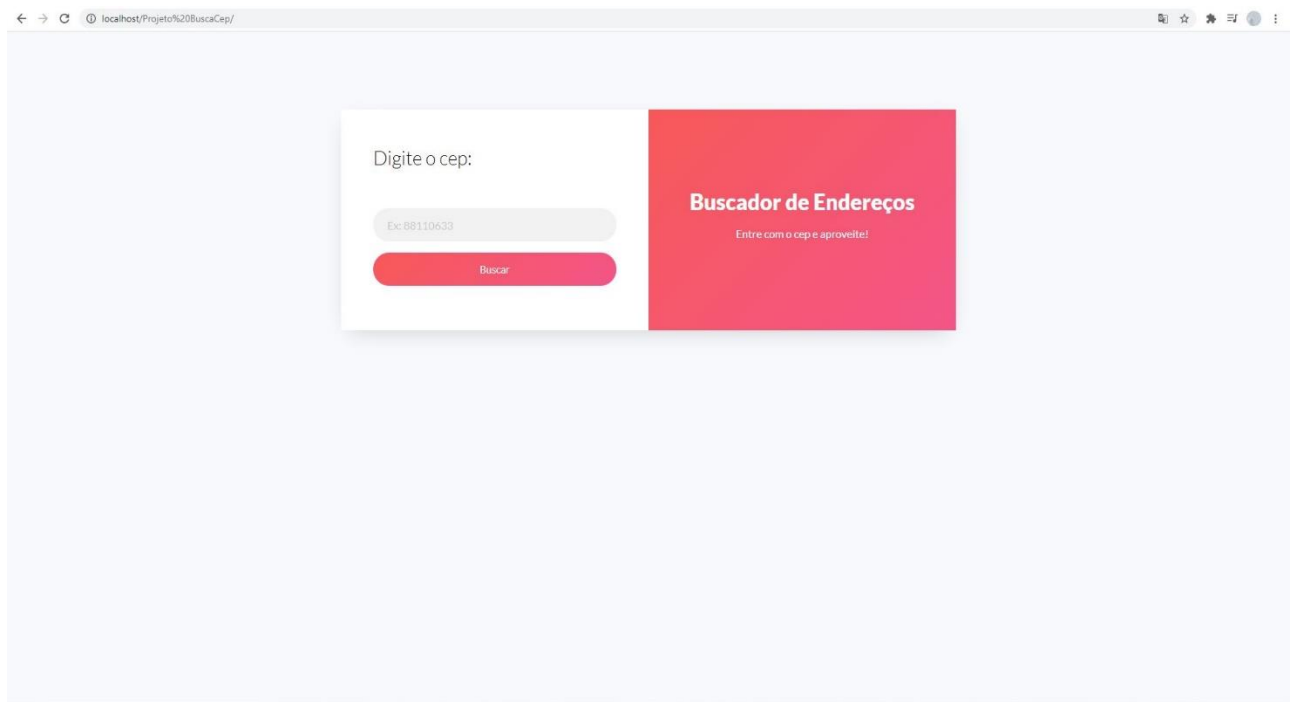 localhost/Projeto%20BuscaCep/
Digite o cep:
Ex: 88110633
Buscar
Buscador de Endereços
Entre com o cep e aproveite!